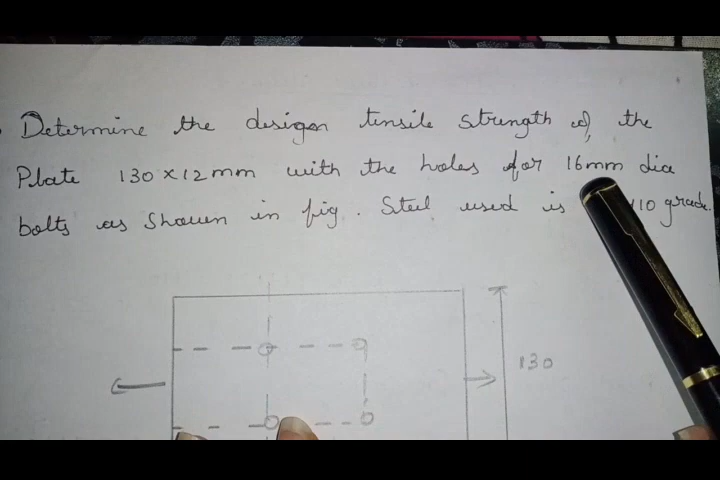 Determine the design tensile strength of the
Plate 130 x 12 mm with the holes for 16mm dia
bolts as Shown in fig. Steel used is 410 grade.
130